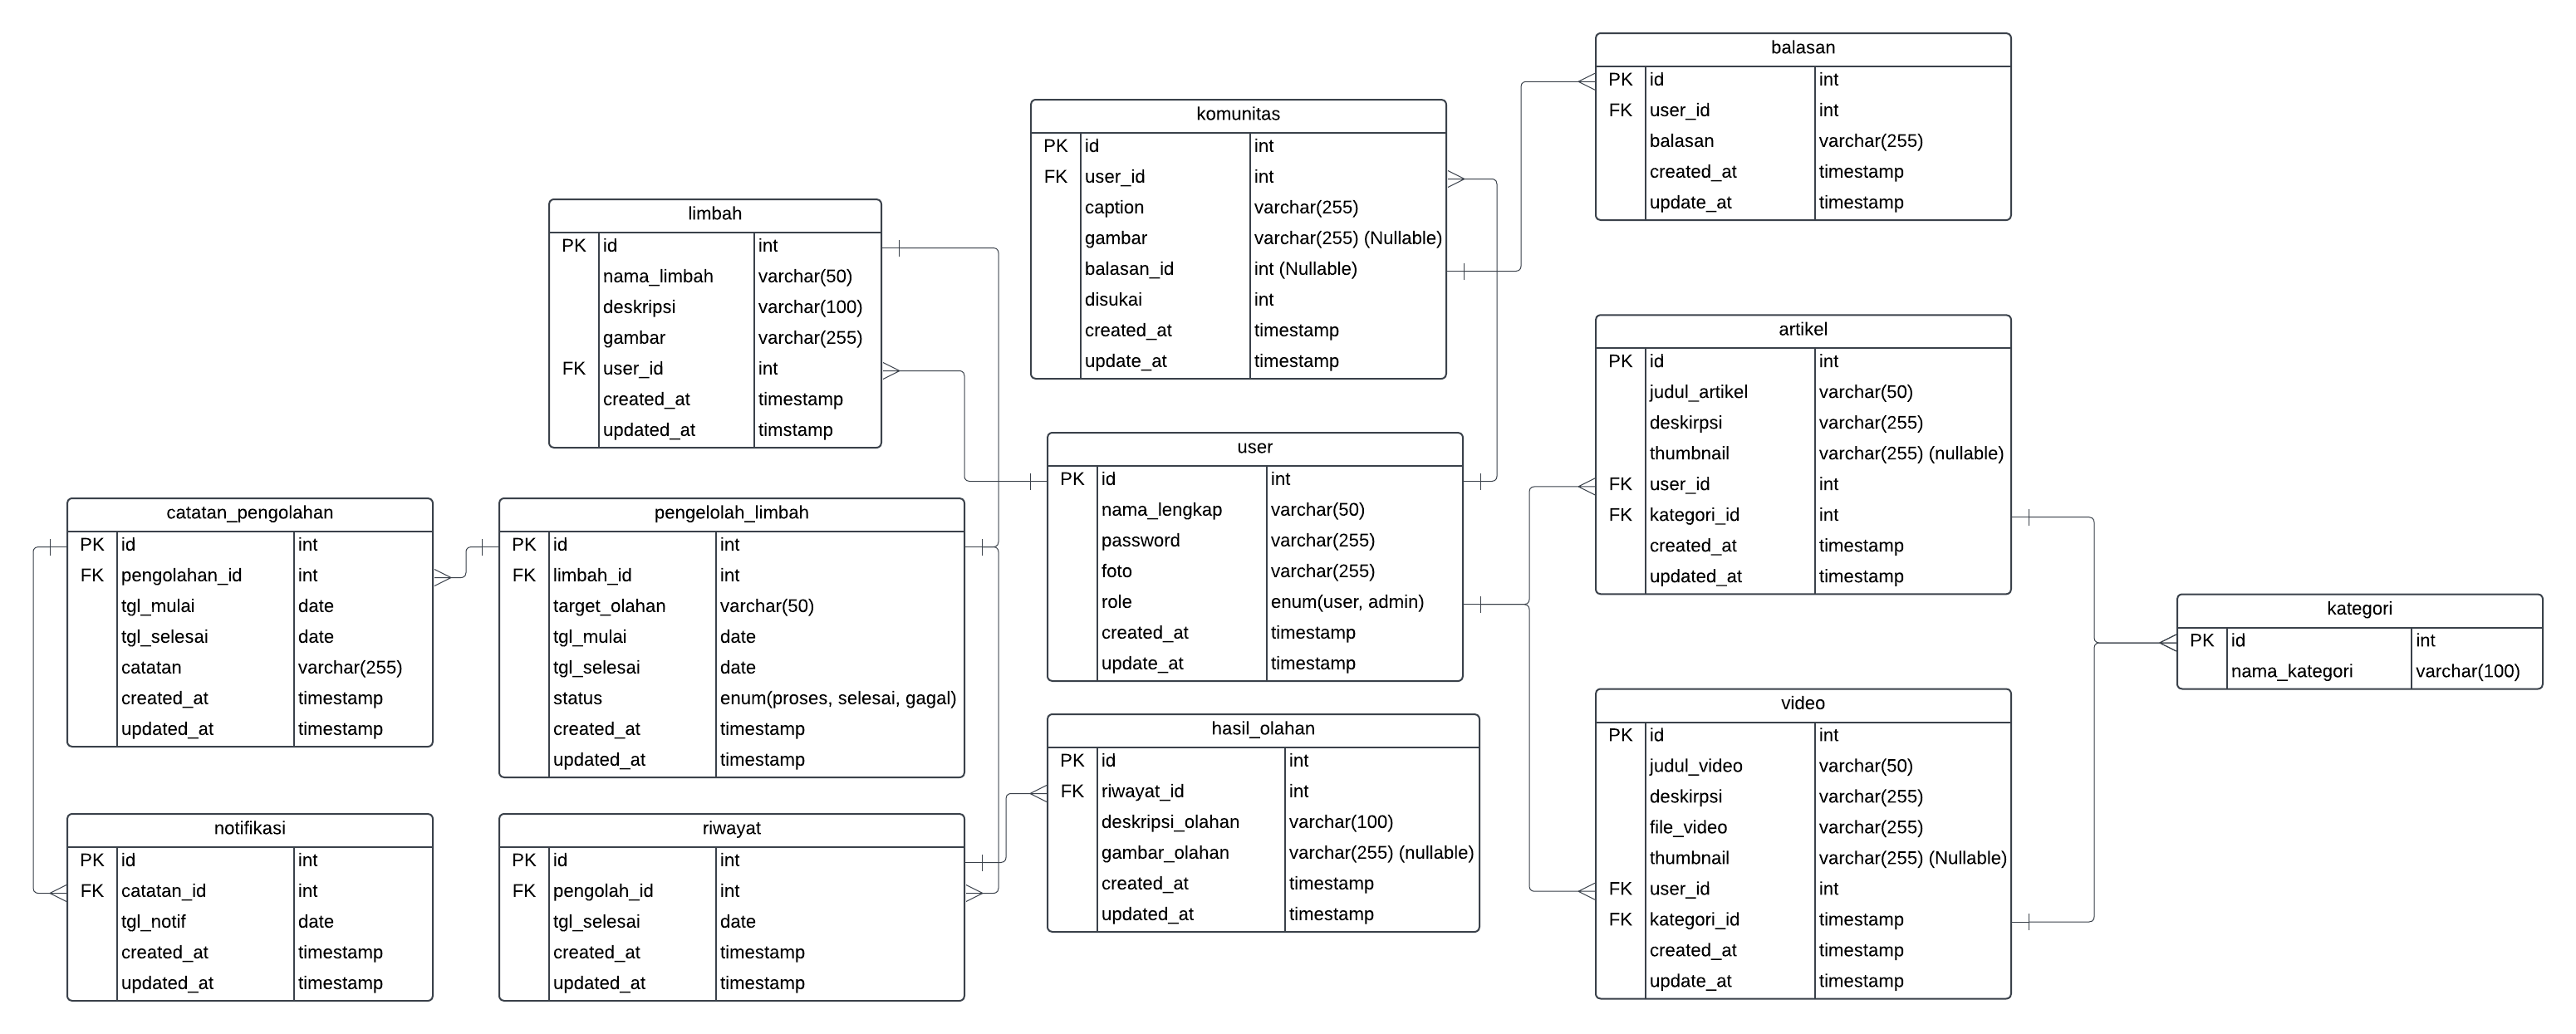 balasan
PK id int
FK user_id int
balasan varchar(255)
created_at timestamp
update_at timestamp
komunitas
PK id int
FK user_id int
caption varchar(255)
gambar varchar(255) (Nullable)
balasan_id int (Nullable)
disukai int
created_at timestamp
update_at timestamp
limbah
PK id int
nama_limbah varchar(50)
deskripsi varchar(100)
gambar varchar(255)
FK user_id int
created_at timestamp
updated_at timstamp
artikel
PK id int
judul_artikel varchar(50)
deskirpsi varchar(255)
thumbnail varchar(255) (nullable)
FK user_id int
FK kategori_id int
created_at timestamp
updated_at timestamp
user
PK id int
nama_lengkap varchar(50)
password varchar(255)
foto varchar(255)
role enum(user, admin)
created_at timestamp
update_at timestamp
catatan_pengolahan
PK id int
FK pengolahan_id int
tgl_mulai date
tgl_selesai date
catatan varchar(255)
created_at timestamp
updated_at timestamp
pengelolah_limbah
PK id int
FK limbah_id int
target_olahan varchar(50)
tgl_mulai date
tgl_selesai date
status enum(proses, selesai, gagal)
created_at timestamp
updated_at timestamp
kategori
PK id int
nama_kategori varchar(100)
video
PK id int
judul_video varchar(50)
deskirpsi varchar(255)
file_video varchar(255)
thumbnail varchar(255) (Nullable)
FK user_id int
FK kategori_id timestamp
created_at timestamp
update_at timestamp
hasil_olahan
PK id int
FK riwayat_id int
deskripsi_olahan varchar(100)
gambar_olahan varchar(255) (nullable)
created_at timestamp
updated_at timestamp
notifikasi
PK id int
FK catatan_id int
tgl_notif date
created_at timestamp
updated_at timestamp
riwayat
PK id int
FK pengolah_id int
tgl_selesai date
created_at timestamp
updated_at timestamp